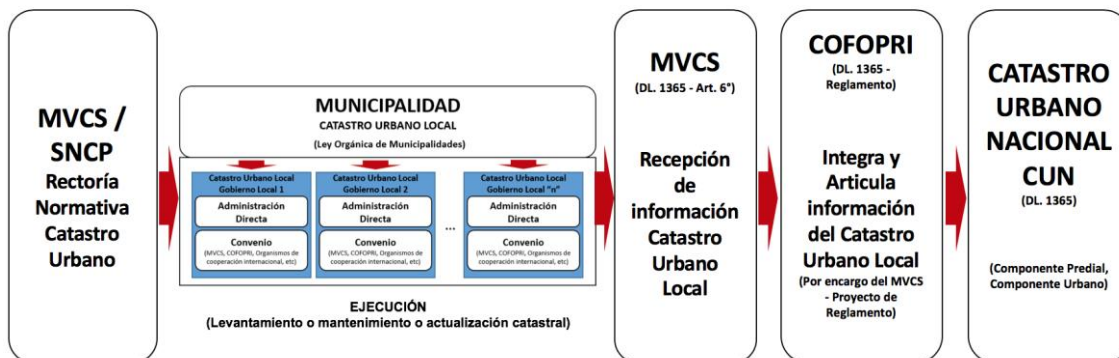 MVCS /
SNCP
Rectoría
Normativa
Catastro
Urbano
MUNICIPALIDAD
CATASTRO URBANO LOCAL
(Ley Orgánica de Municipalidades)
Catastro Urbano Local
Gobierno Local 1
Administración
Directa
Convenio
(MVCS, COFOPRI, Organismos de
cooperación internacional, etc)
Catastro Urbano Local
Gobierno Local 2
Administración
Directa
Convenio
(MVCS, COFOPRI, Organismos de
cooperación internacional, etc)
...
Catastro Urbano Local
Gobierno Local "n"
Administración
Directa
Convenio
(MVCS, COFOPRI, Organismos de
cooperación internacional, etc)
EJECUCIÓN
(Levantamiento o mantenimiento o actualización catastral)
MVCS
(DL. 1365 - Art. 6°)
Recepción
de
información
Catastro
Urbano
Local
COFOPRI
(DL. 1365 -
Reglamento)
Integra y
Articula
información
del Catastro
Urbano Local
(Por encargo del MVCS
- Proyecto de
Reglamento)
CATASTRO
URBANO
NACIONAL
CUN
(DL. 1365)
(Componente Predial,
Componente Urbano)